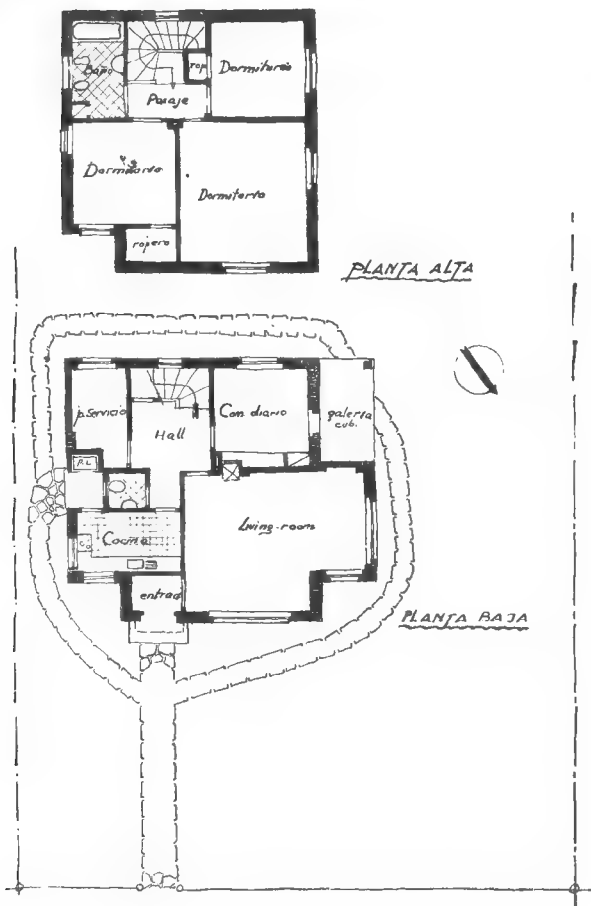 Baño
rop.
Dormitorio
Pasaje
Dormitorio
Dormitorio
ropero
PLANTA ALTA
p. Servicio
Com diario
galeria
cub.
Hall
P.L.
Living-room
Cocina
entrad
PLANTA BAJA